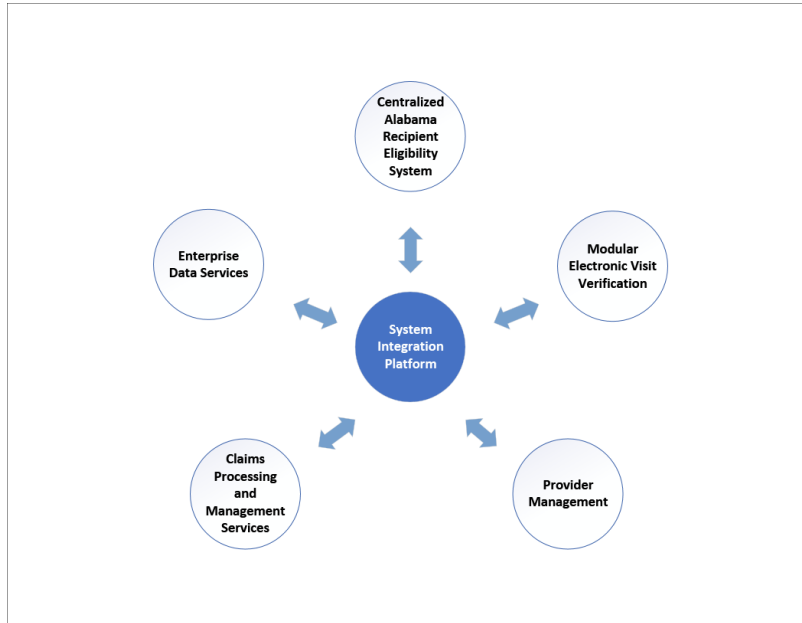 Centralized
Alabama
Recipient
Eligibility
System
Enterprise
Data Services
Modular
Electronic Visit
Verification
System
Integration
Platform
Claims
Processing
and
Management
Services
Provider
Management